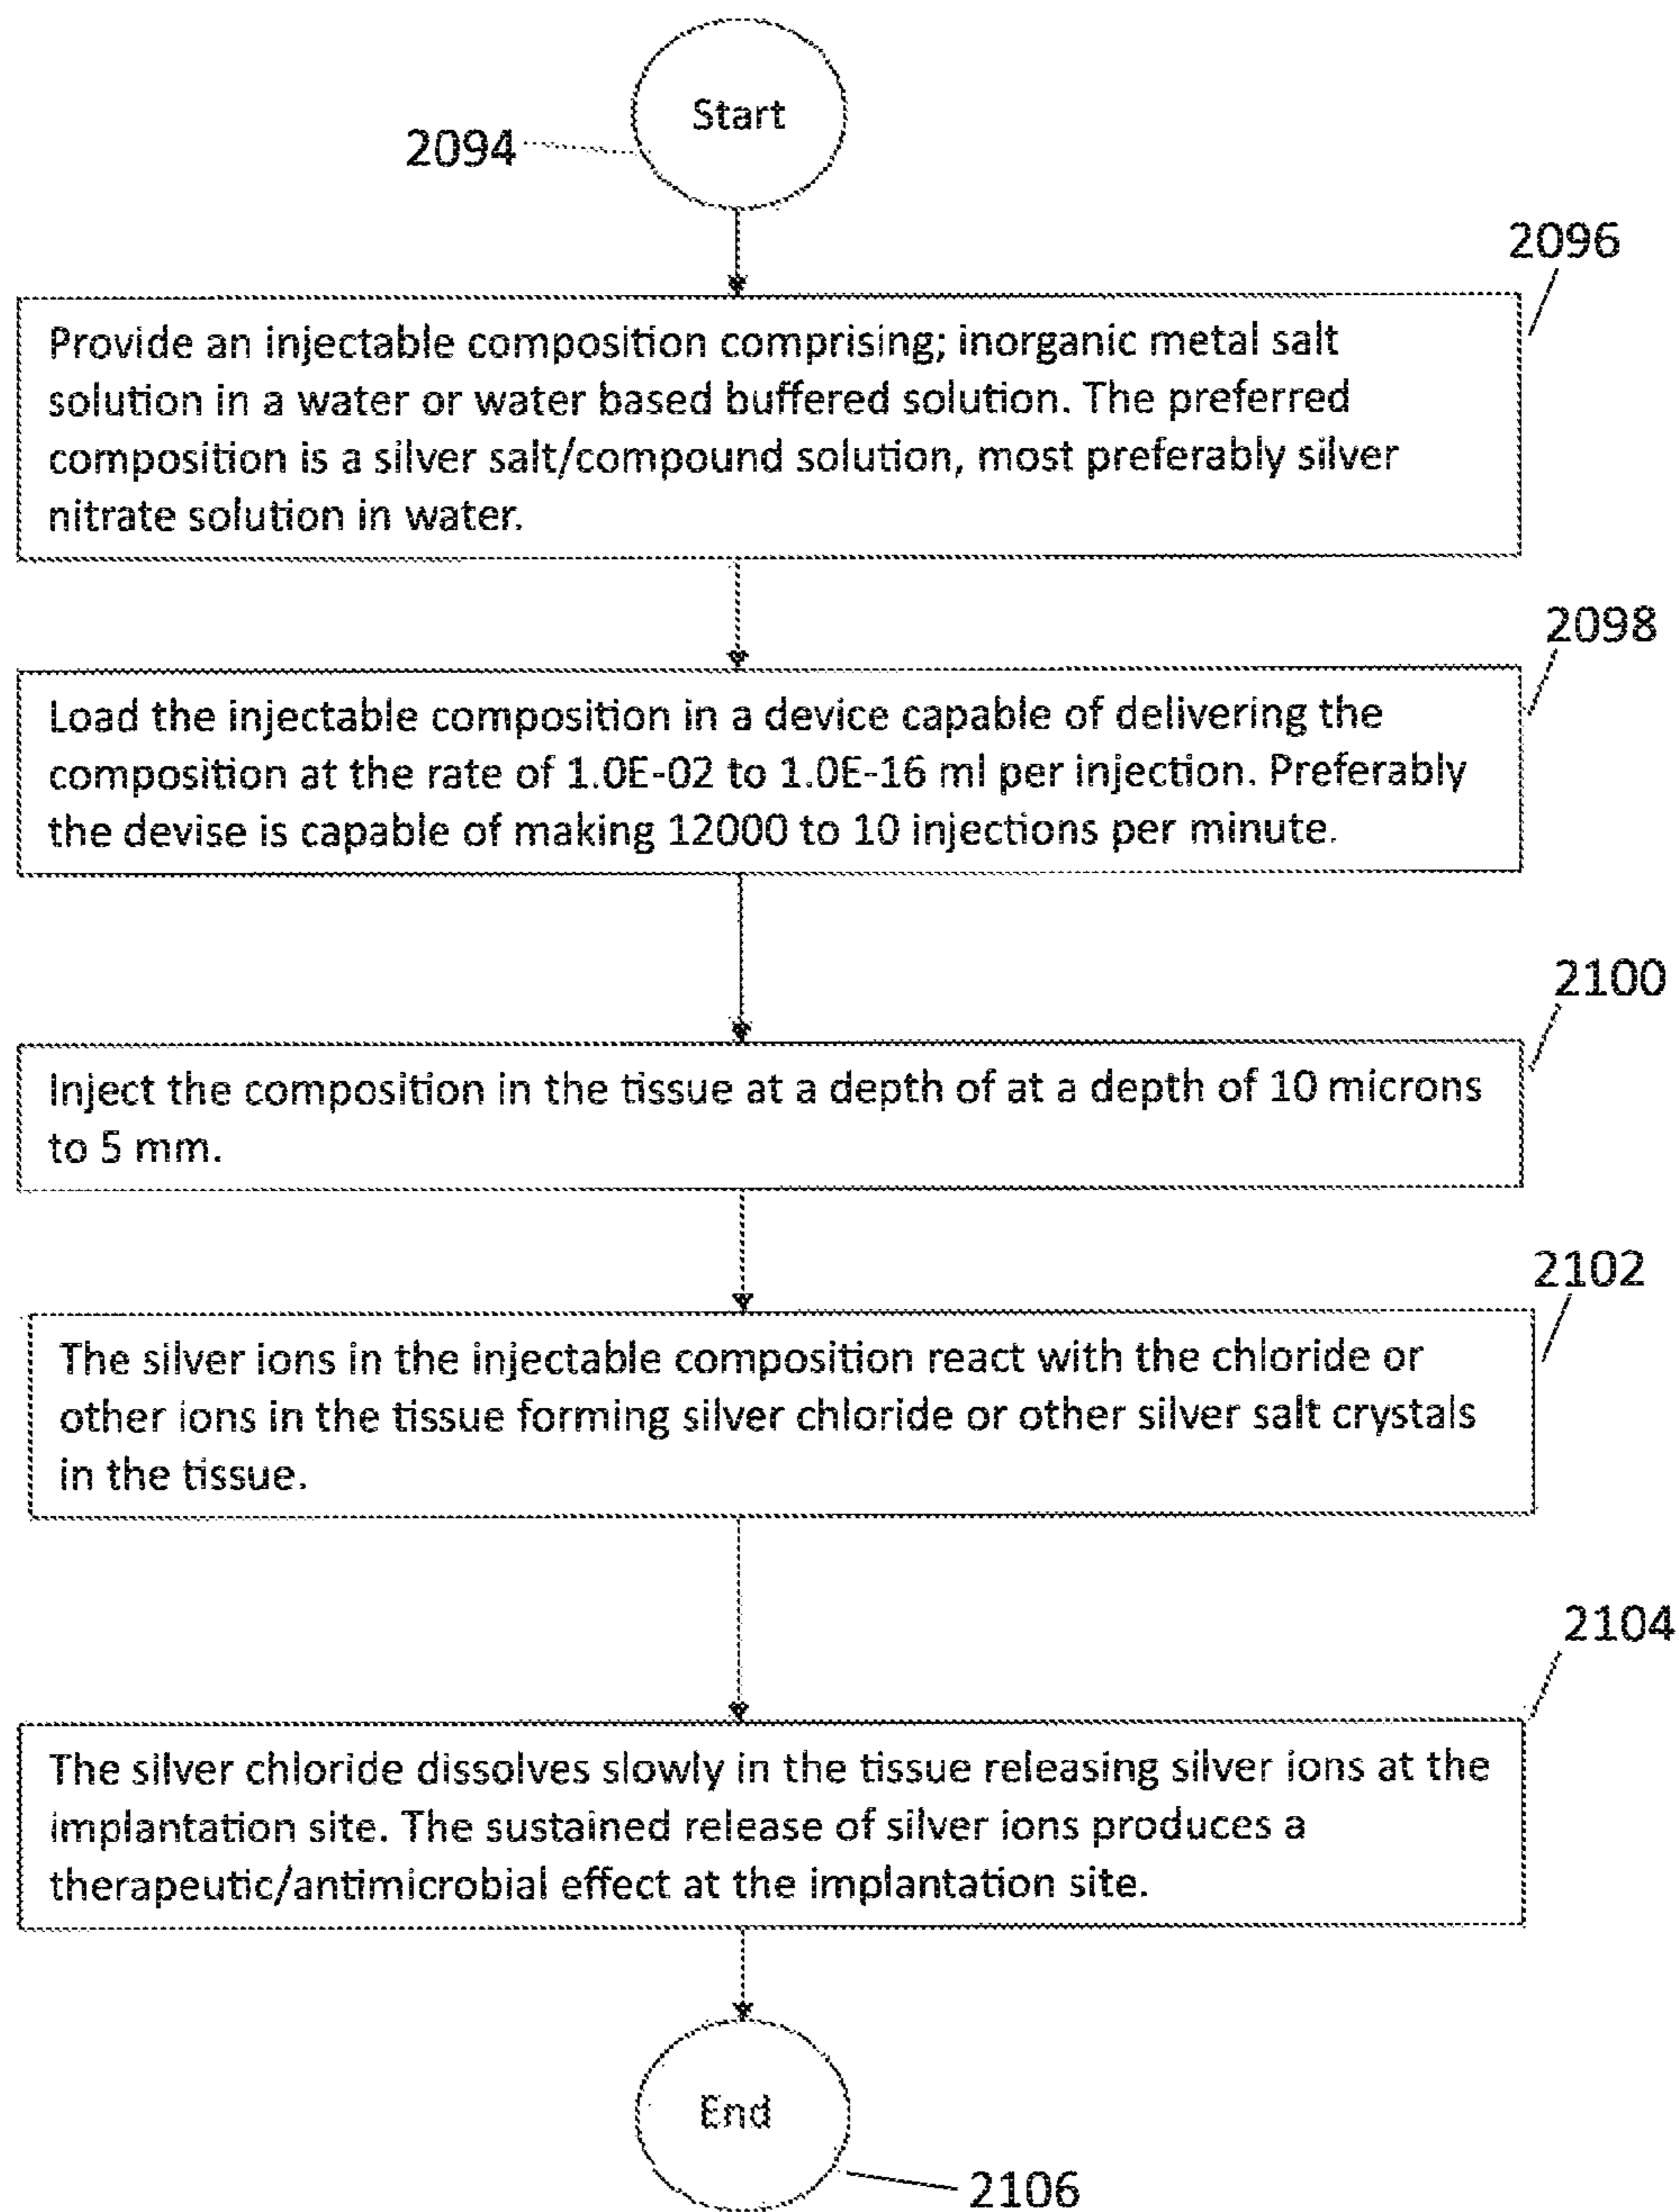 Start
2094
2096
Provide an injectable composition comprising; inorganic metal salt
solution in a water or water based buffered solution. The preferred
composition is a silver salt/compound solution, most preferably silver
nitrate solution in water.
2098
Load the injectable composition in a device capable of delivering the
composition at the rate of 1.0E-02 to 1.0E-16 ml per injection. Preferably
the devise is capable of making 12000 to 10 injections per minute.
2100
Inject the composition in the tissue at a depth of at a depth of 10 microns
to 5 mm.
2102
The silver ions in the injectable composition react with the chloride or
other ions in the tissue forming silver chloride or other silver salt crystals
in the tissue.
2104
The silver chloride dissolves slowly in the tissue releasing silver ions at the
implantation site. The sustained release of silver ions produces a
therapeutic/antimicrobial effect at the implantation site.
End
2106